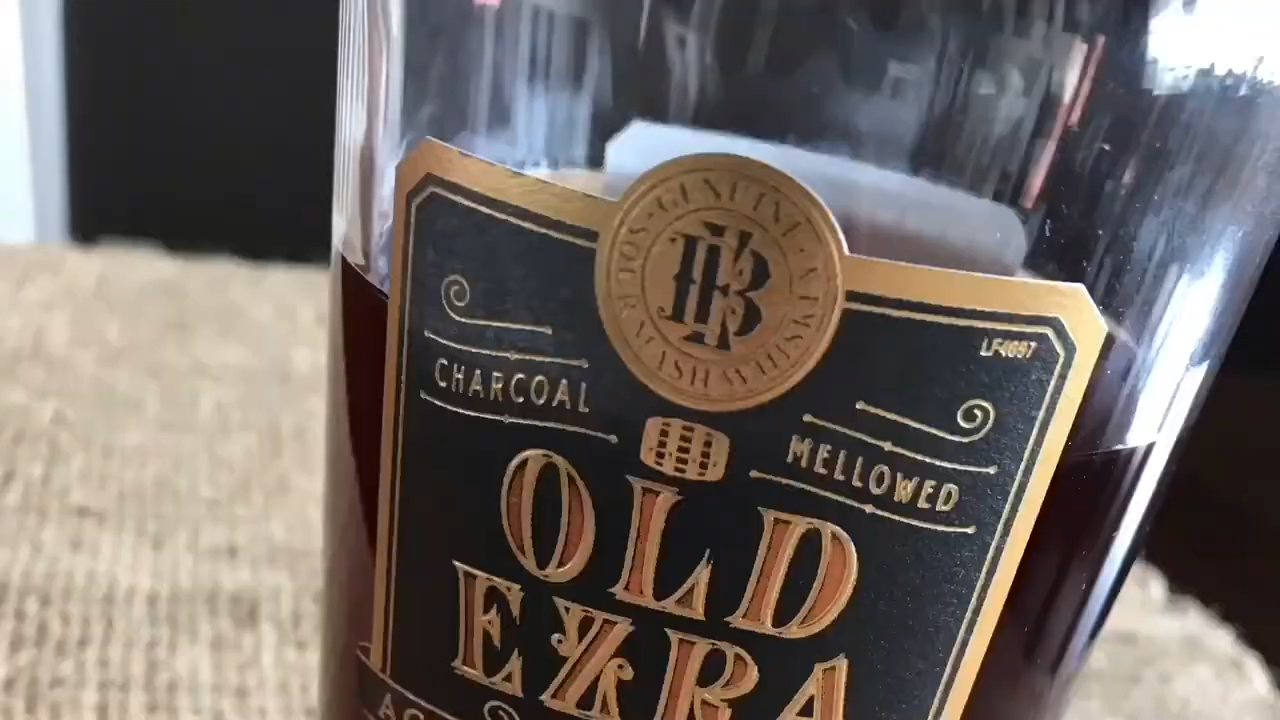 GENUINE · SOUR MASH WHISKEY
EB
LF4697
CHARCOAL
MELLOWED
OLD
EZRA